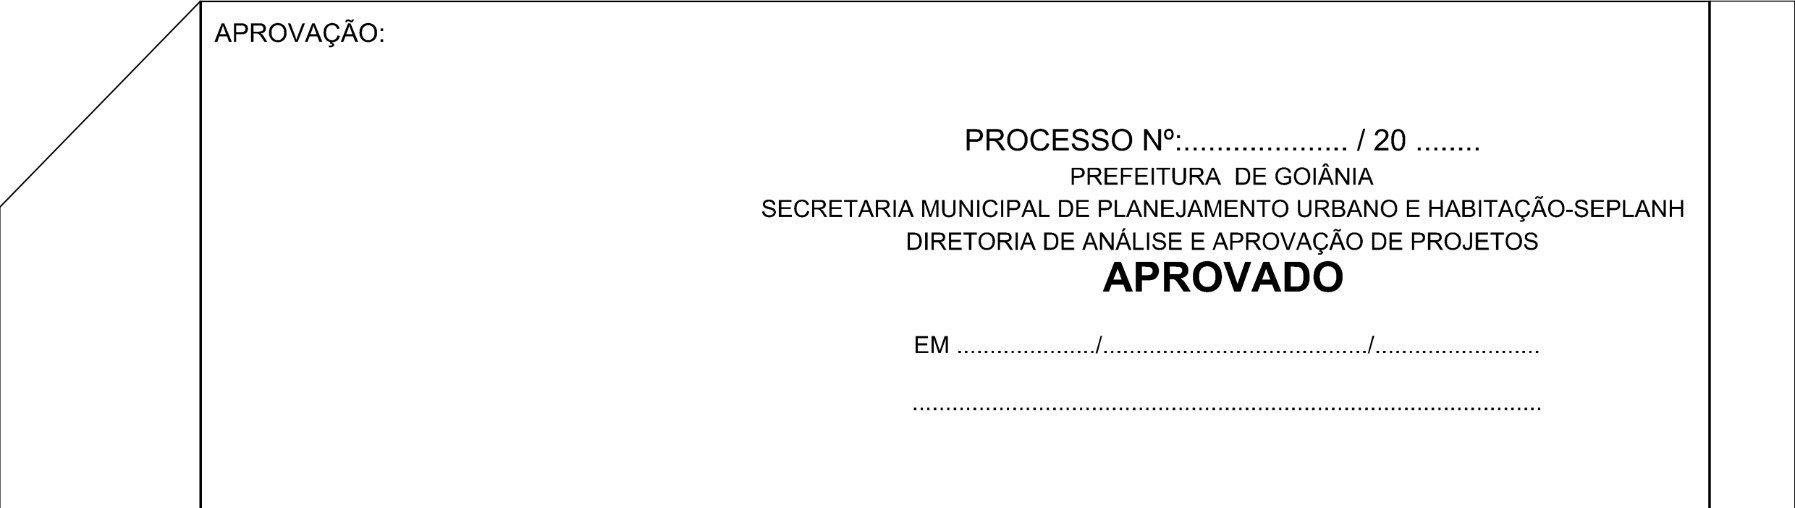 APROVAÇÃO:
PROCESSO Nº:.................... / 20 ........
PREFEITURA  DE GOIÂNIA
SECRETARIA MUNICIPAL DE PLANEJAMENTO URBANO E HABITAÇÃO-SEPLANH
DIRETORIA DE ANÁLISE E APROVAÇÃO DE PROJETOS
APROVADO
EM ...................../......................................../.........................
...............................................................................................